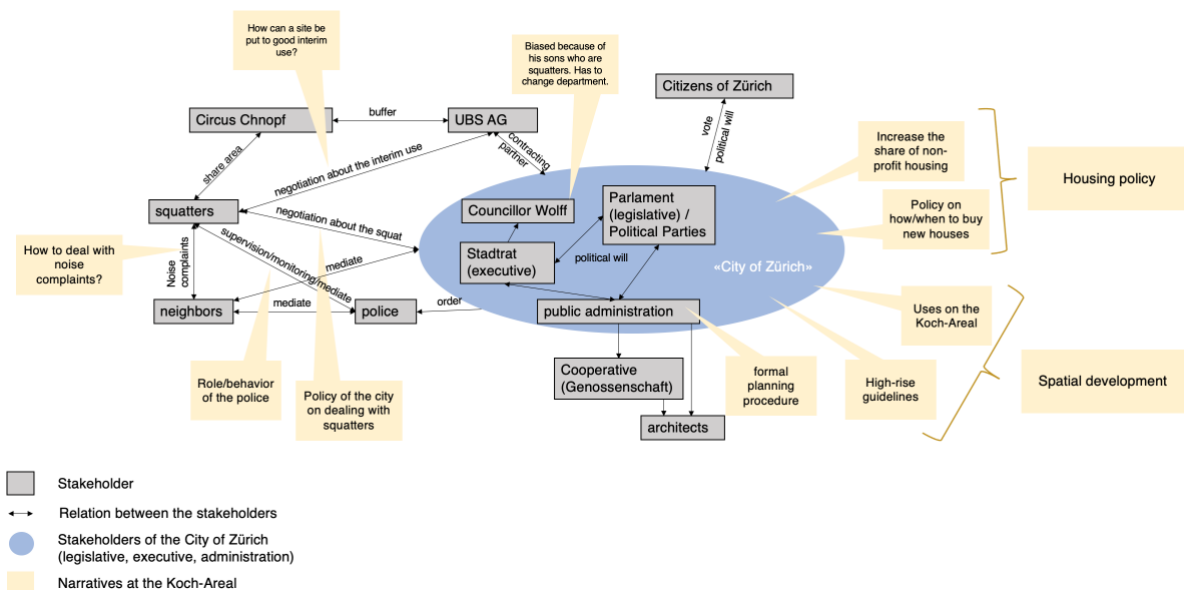 How can a site be
put to good interim
use?
Biased because of
his sons who are
squatters. Has to
change department.
Citizens of Zürich
Circus Chnopf
buffer
UBS AG
vote
political will
contracting
partner
share area
negotiation about the interim use
Increase the
share of non-
profit housing
Housing policy
squatters
negotiation about the squat
Councillor Wolff
Parlament
(legislative) /
Political Parties
Policy on
how/when to buy
new houses
How to deal with
noise
complaints?
Noise
complaints
supervision/monitoring/mediate
mediate
Stadtrat
(executive)
political will
«City of Zürich»
neighbors
mediate
police
order
public administration
Uses on the
Koch-Areal
Role/behavior
of the police
Policy of the city
on dealing with
squatters
Cooperative
(Genossenschaft)
formal
planning
procedure
High-rise
guidelines
Spatial development
architects
Stakeholder
Relation between the stakeholders
Stakeholders of the City of Zürich
(legislative, executive, administration)
Narratives at the Koch-Areal